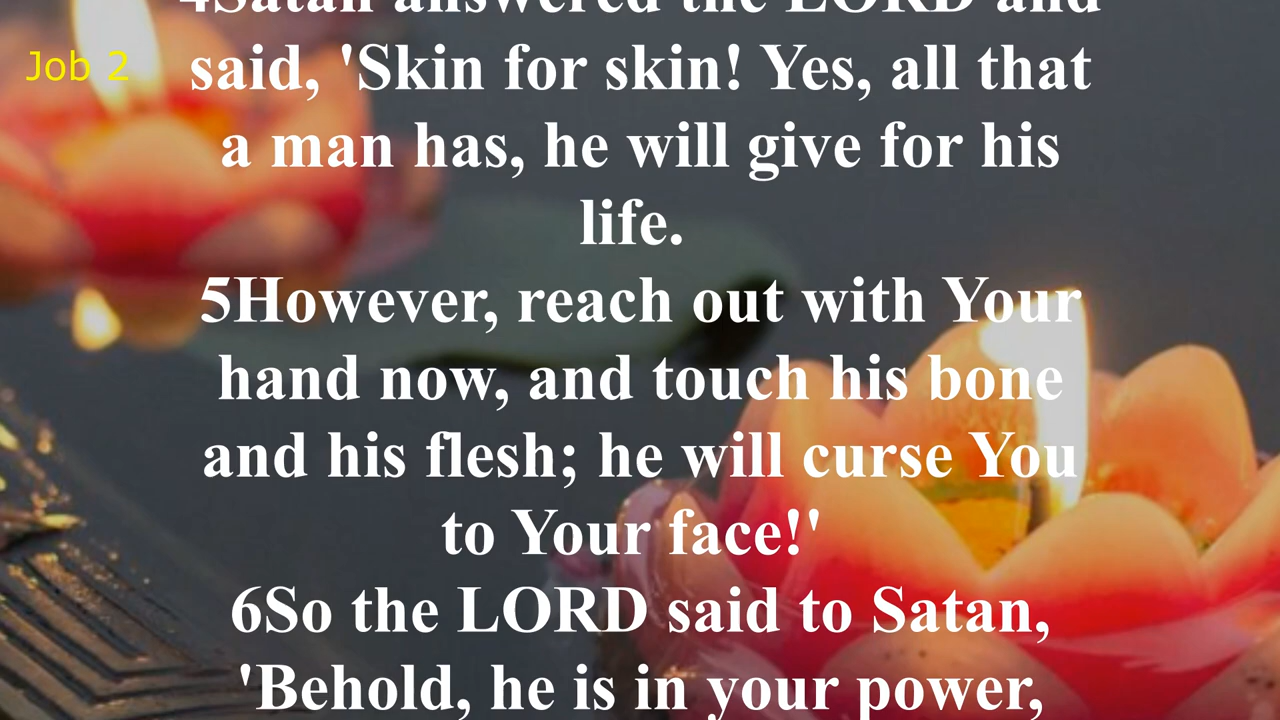 4Satan answered the LORD and
Job 2
said, 'Skin for skin! Yes, all that
a man has, he will give for his
life.
5However, reach out with Your
hand now, and touch his bone
and his flesh; he will curse You
to Your face!'
6So the LORD said to Satan,
'Behold, he is in your power,